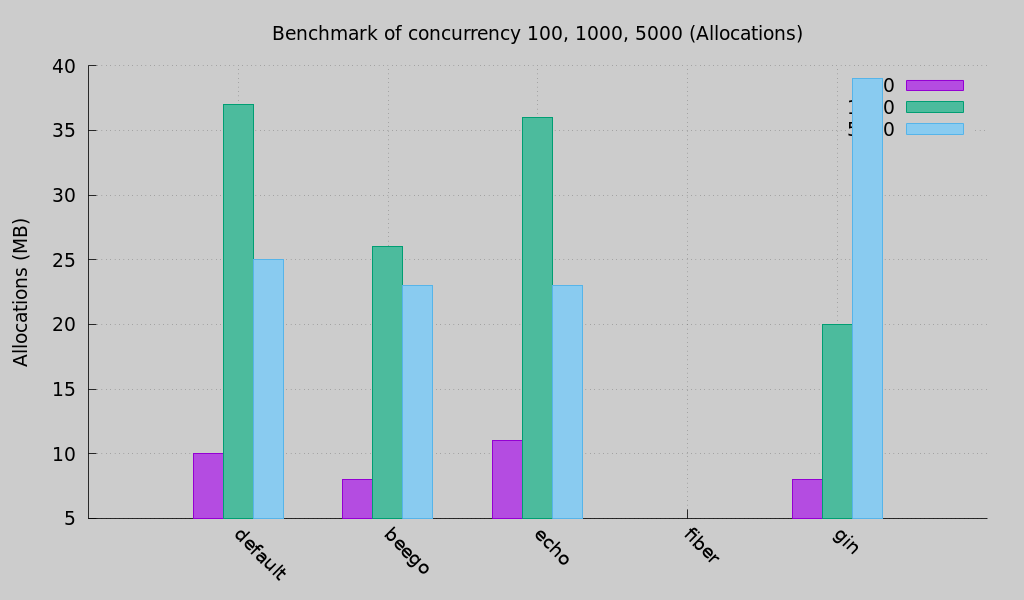 Benchmark of concurrency 100, 1000, 5000 (Allocations)
40
35
30
25
20
15
10
5
Allocations (MB)
default
beego
echo
fiber
gin